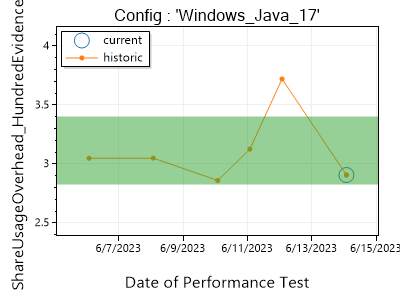 Config : 'Windows_Java_17'
current
historic
ShareUsageOverhead_HundredEvidence
4
3.5
3
2.5
6/7/2023
6/9/2023
6/11/2023
6/13/2023
6/15/2023
Date of Performance Test